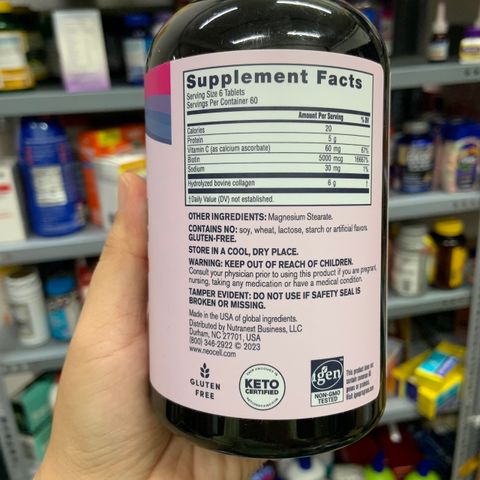 Supplement Facts
Serving Size 6 Tablets
Servings Per Container 60
Amount Per Serving % DV
Calories 20
Protein 5 g
Vitamin C (as calcium ascorbate) 60 mg 67%
Biotin 5000 mcg 16667%
Sodium 30 mg 1%
Hydrolyzed bovine collagen 6 g †
†Daily Value (DV) not established.
OTHER INGREDIENTS: Magnesium Stearate.
CONTAINS NO: soy, wheat, lactose, starch or artificial flavors.
GLUTEN-FREE.
STORE IN A COOL, DRY PLACE.
WARNING: KEEP OUT OF REACH OF CHILDREN.
Consult your physician prior to using this product if you are pregnant,
nursing, taking any medication or have a medical condition.
TAMPER EVIDENT: DO NOT USE IF SAFETY SEAL IS
BROKEN OR MISSING.
Made in the USA of global ingredients.
Distributed by Nutranext Business, LLC
Durham, NC 27701, USA
(800) 346-2922 © 2023
www.neocell.com
GLUTEN
FREE
KETO
CERTIFIED
igen
NON-GMO
TESTED
This product does not